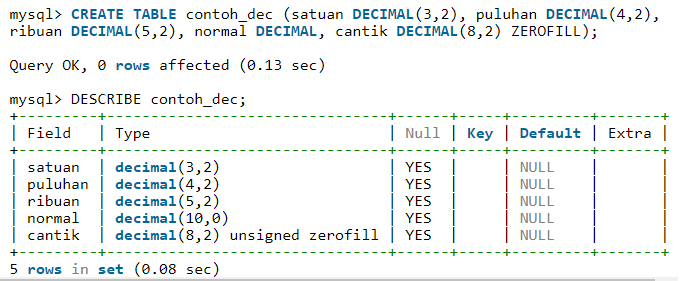 mysql> CREATE TABLE contoh_dec (satuan DECIMAL(3,2), puluhan DECIMAL(4,2),
ribuan DECIMAL(5,2), normal DECIMAL, cantik DECIMAL(8,2) ZEROFILL);
Query OK, 0 rows affected (0.13 sec)
mysql> DESCRIBE contoh_dec;
+---------+--------------------------------+------+-----+---------+-------+
| Field   | Type                           | Null | Key | Default | Extra |
+---------+--------------------------------+------+-----+---------+-------+
| satuan  | decimal(3,2)                   | YES  |     | NULL    |       |
| puluhan | decimal(4,2)                   | YES  |     | NULL    |       |
| ribuan  | decimal(5,2)                   | YES  |     | NULL    |       |
| normal  | decimal(10,0)                  | YES  |     | NULL    |       |
| cantik  | decimal(8,2) unsigned zerofill | YES  |     | NULL    |       |
+---------+--------------------------------+------+-----+---------+-------+
5 rows in set (0.08 sec)